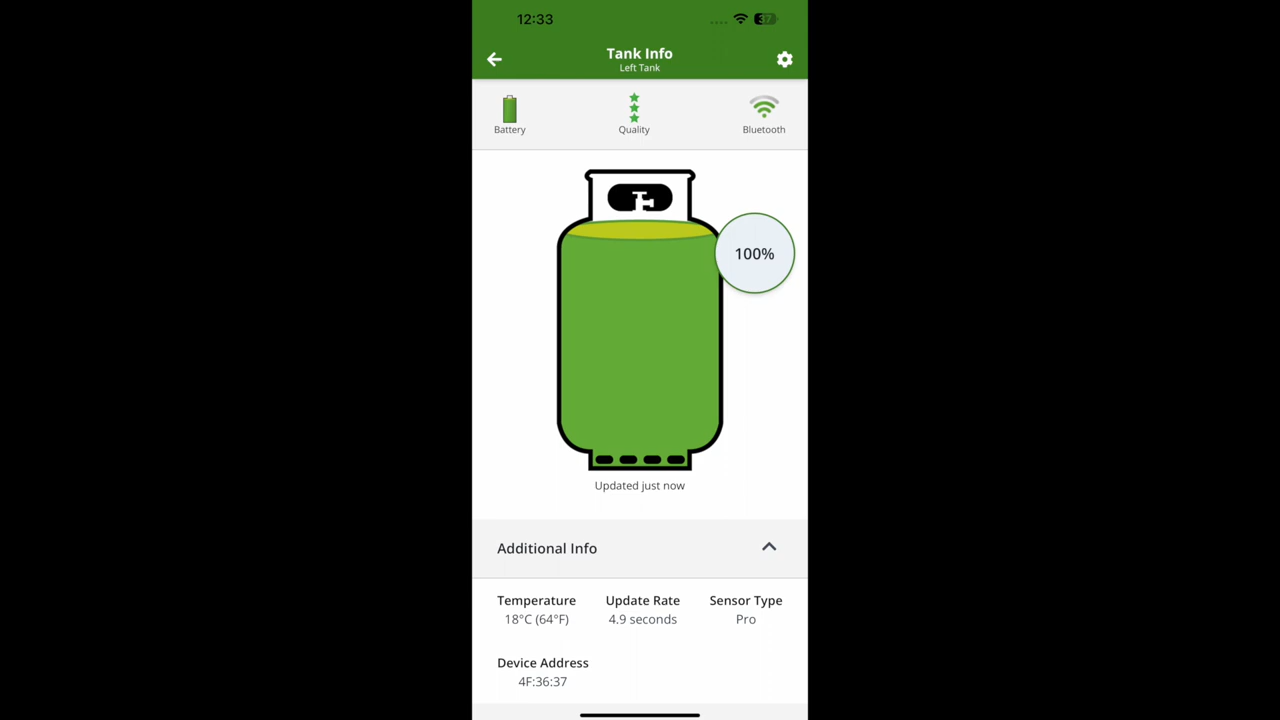 12:33
37
Tank Info
Left Tank
Battery
Quality
Bluetooth
100%
Updated just now
Additional Info
Temperature
Update Rate
Sensor Type
18°C (64°F)
4.9 seconds
Pro
Device Address
4F:36:37